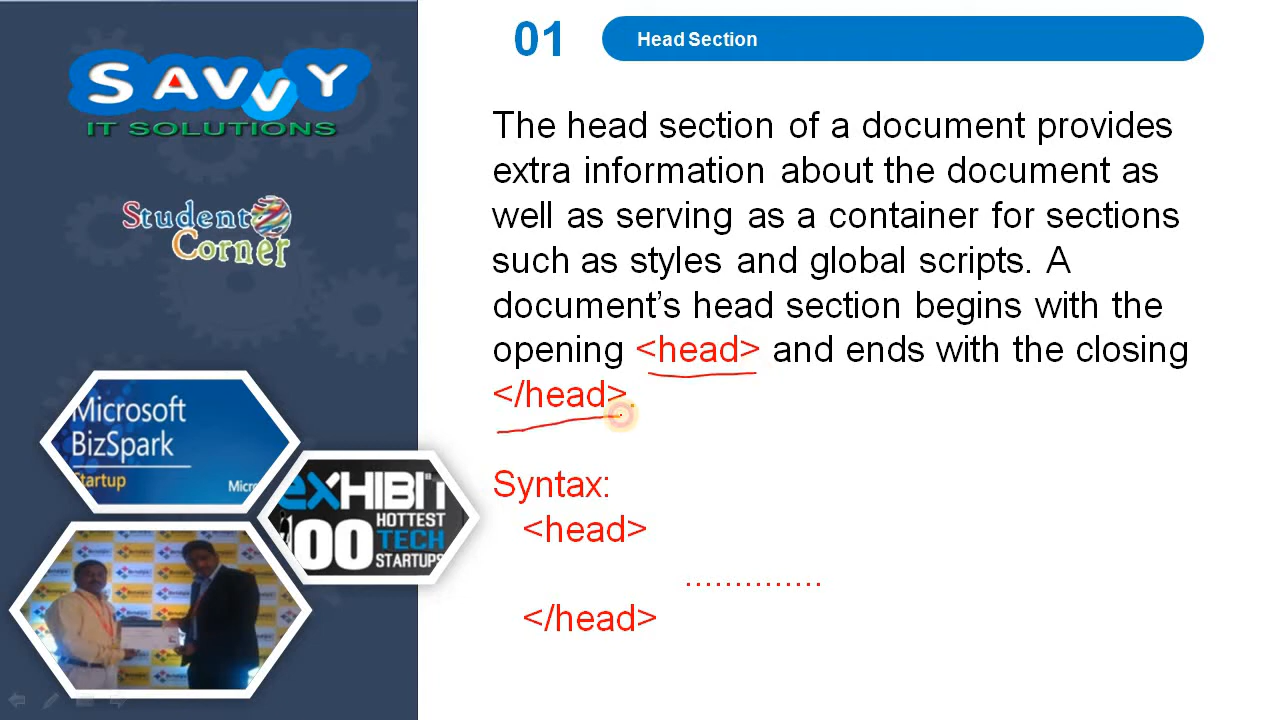 SAVVY
IT SOLUTIONS
Student
Corner
Microsoft
BizSpark
Startup
Micr
EXHIBIT
100
HOTTEST
TECH
STARTUPS
01
Head Section
The head section of a document provides
extra information about the document as
well as serving as a container for sections
such as styles and global scripts. A
document’s head section begins with the
opening <head> and ends with the closing
</head>.
Syntax:
<head>
..............
</head>